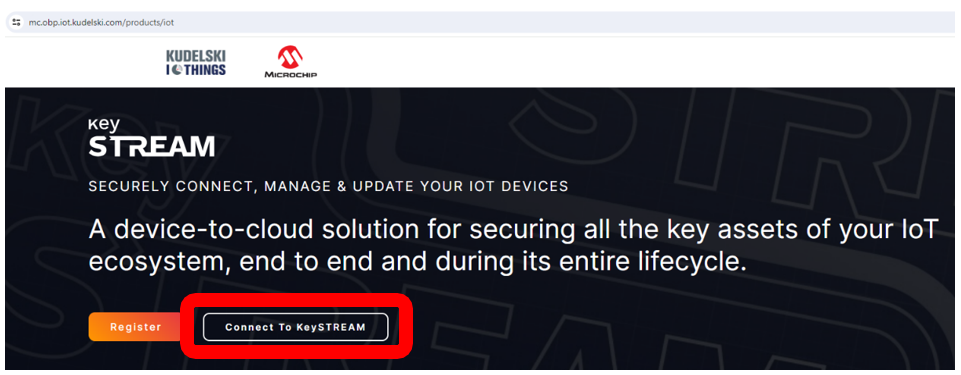 mc.obp.iot.kudelski.com/products/iot
KUDELSKI
IOTHINGS
MICROCHIP
Key
STREAM
SECURELY CONNECT, MANAGE & UPDATE YOUR IOT DEVICES
A device-to-cloud solution for securing all the key assets of your IoT
ecosystem, end to end and during its entire lifecycle.
Register
Connect To KeySTREAM